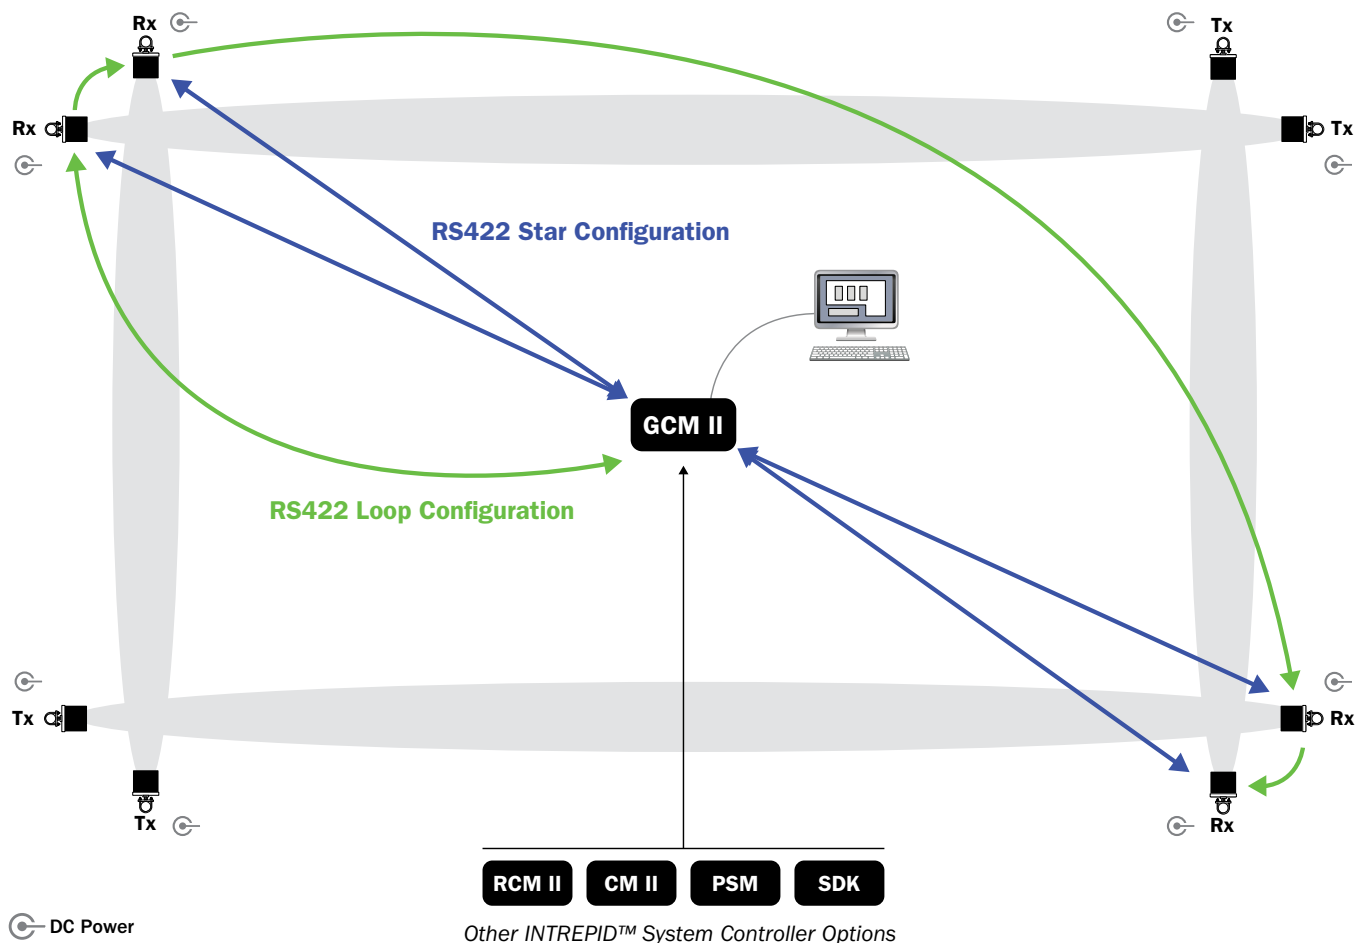 Rx
Tx
Rx
Tx
RS422 Star Configuration
GCM II
RS422 Loop Configuration
Tx
Rx
Tx
Rx
RCM II
CM II
PSM
SDK
DC Power
Other INTREPID™ System Controller Options